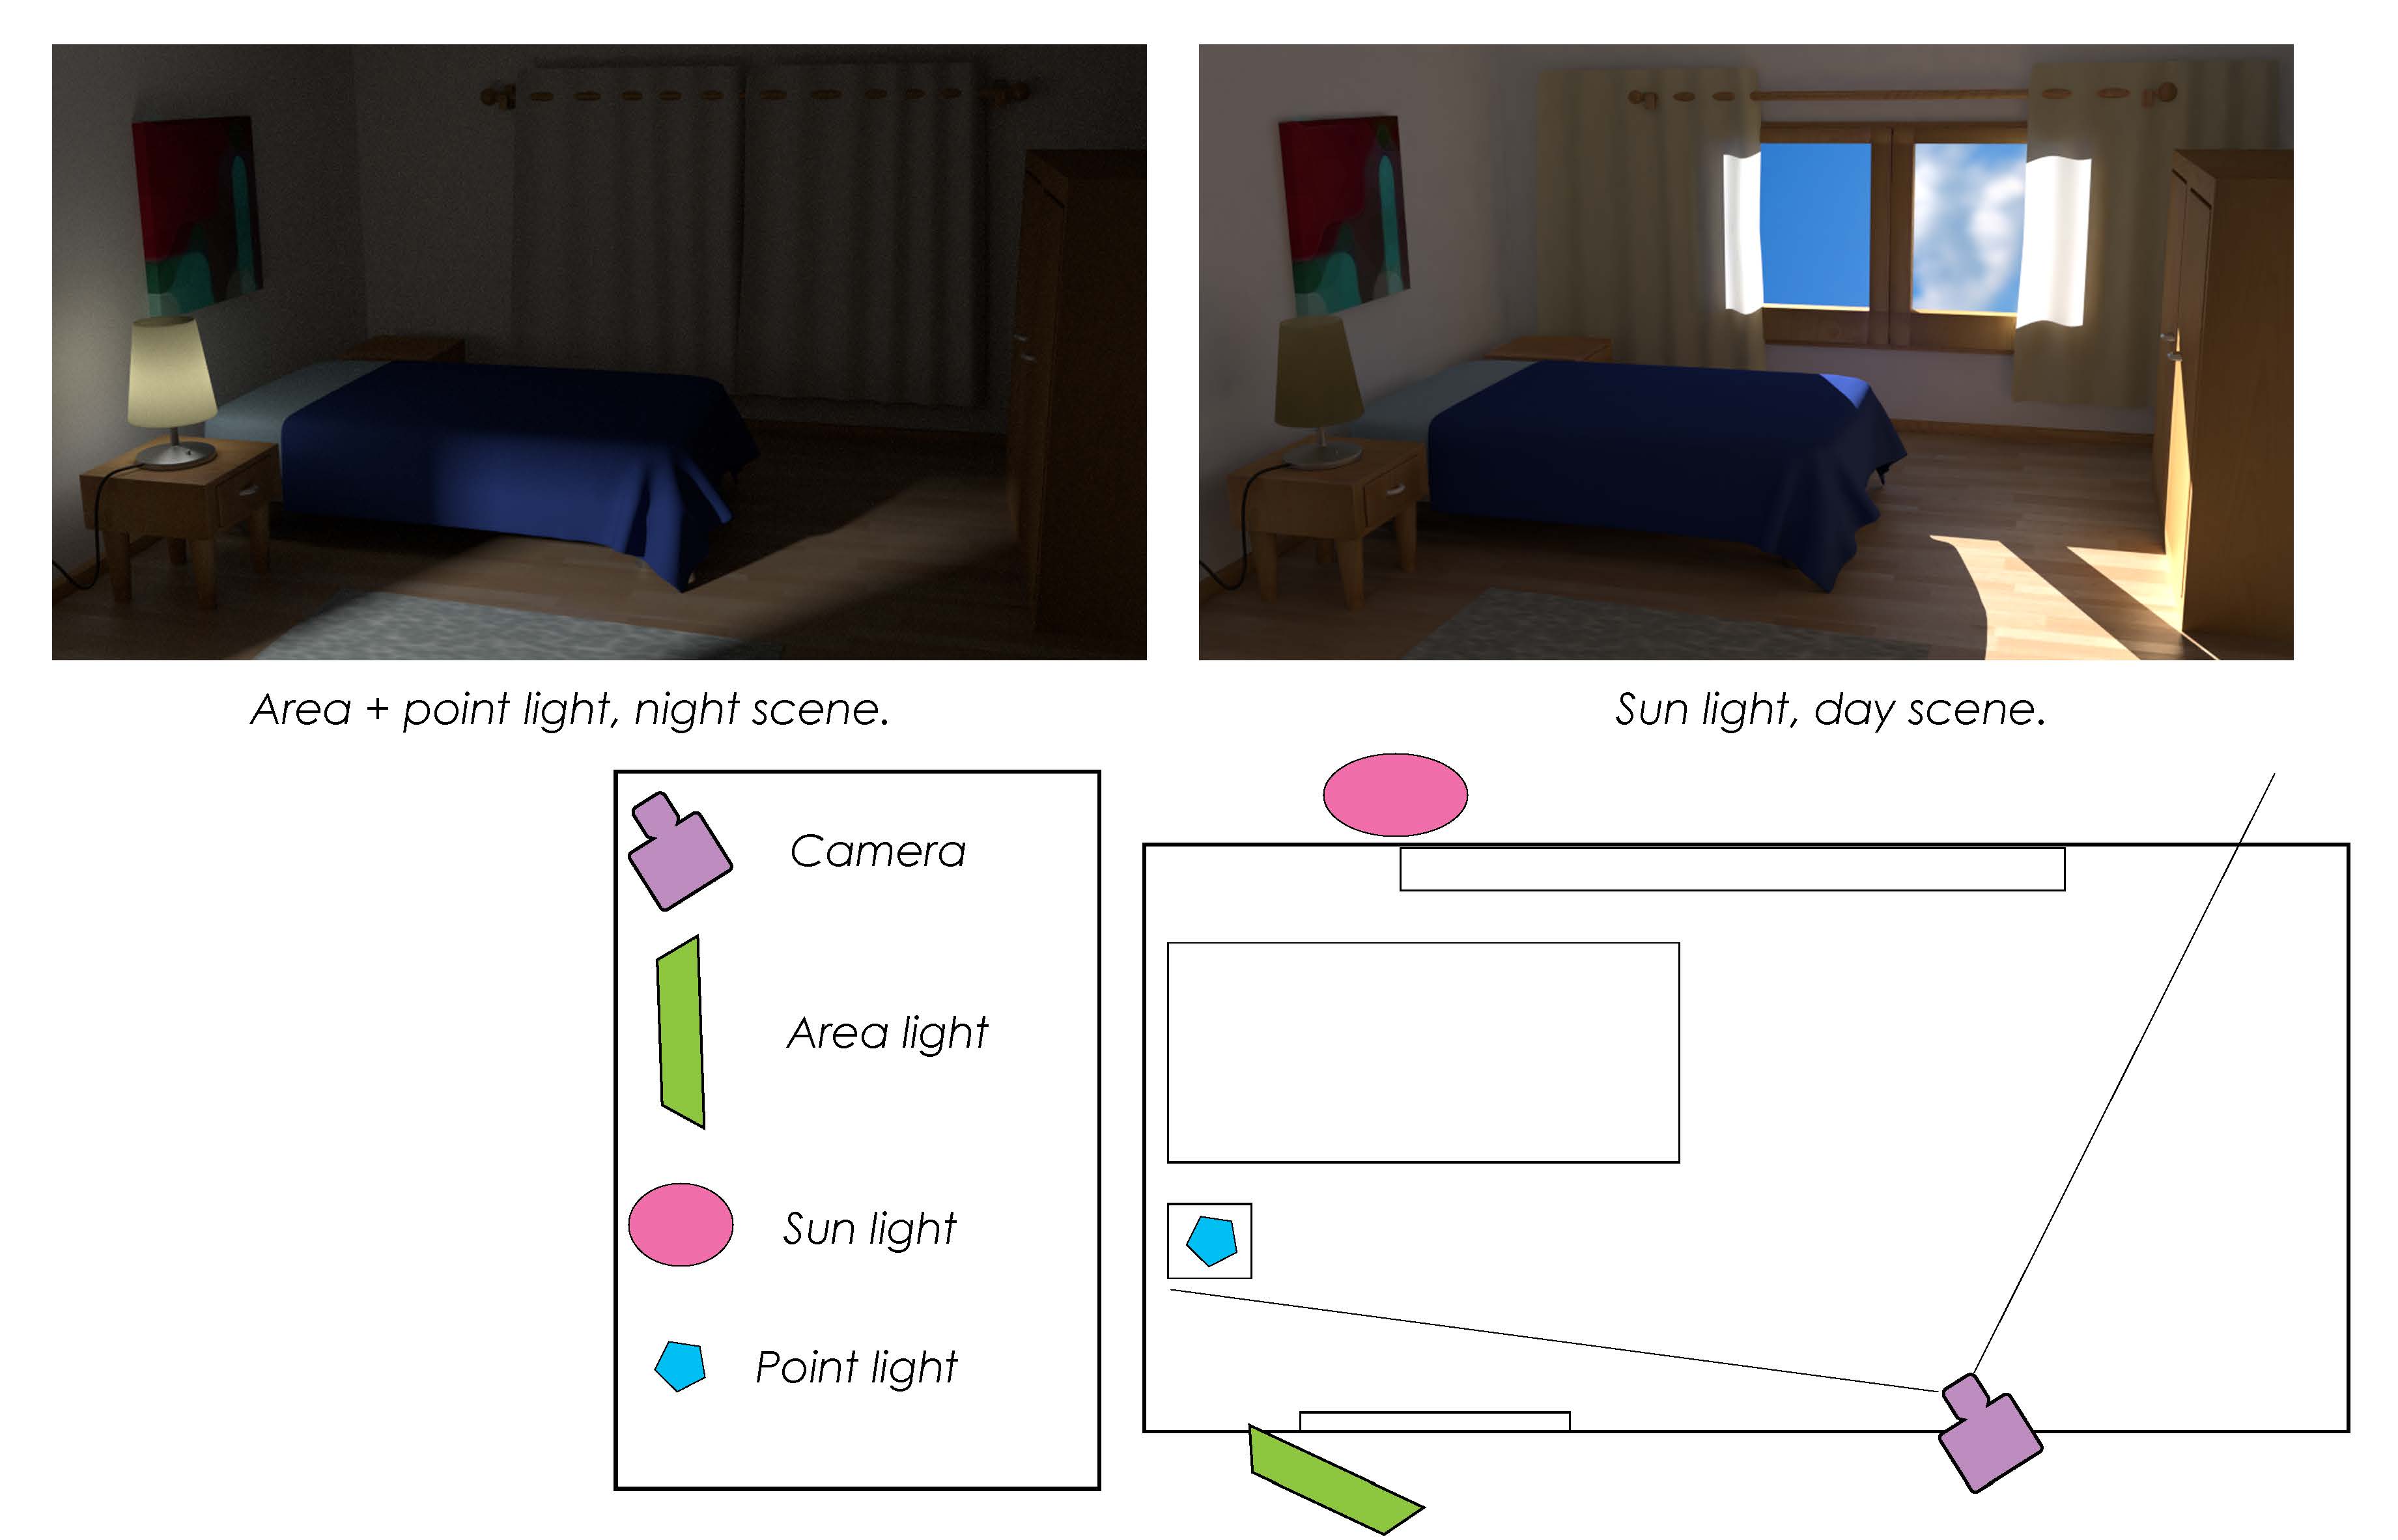 Area + point light, night scene.
Sun light, day scene.
Camera
Area light
Sun light
Point light